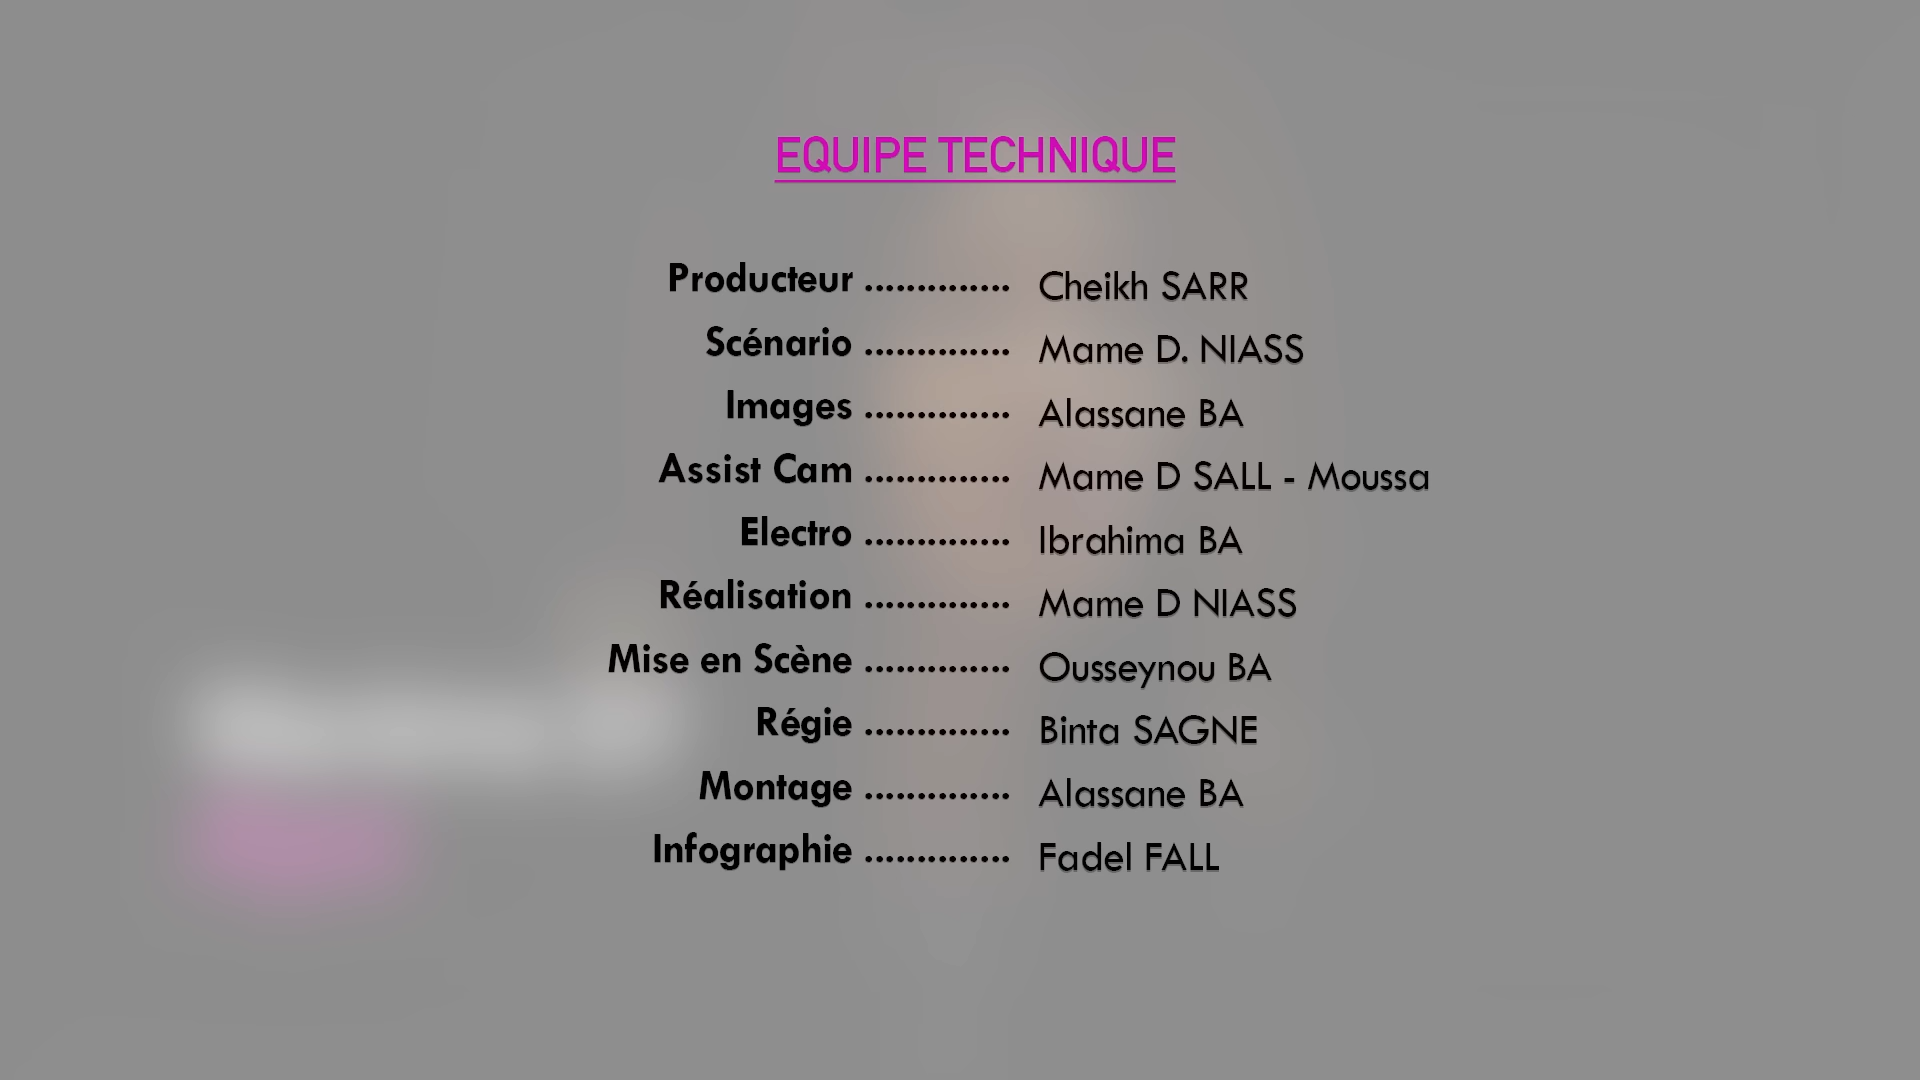 EQUIPE TECHNIQUE
Producteur .............. Cheikh SARR
Scénario .............. Mame D. NIASS
Images .............. Alassane BA
Assist Cam .............. Mame D SALL - Moussa
Electro .............. Ibrahima BA
Réalisation .............. Mame D NIASS
Mise en Scène .............. Ousseynou BA
Régie .............. Binta SAGNE
Montage .............. Alassane BA
Infographie .............. Fadel FALL